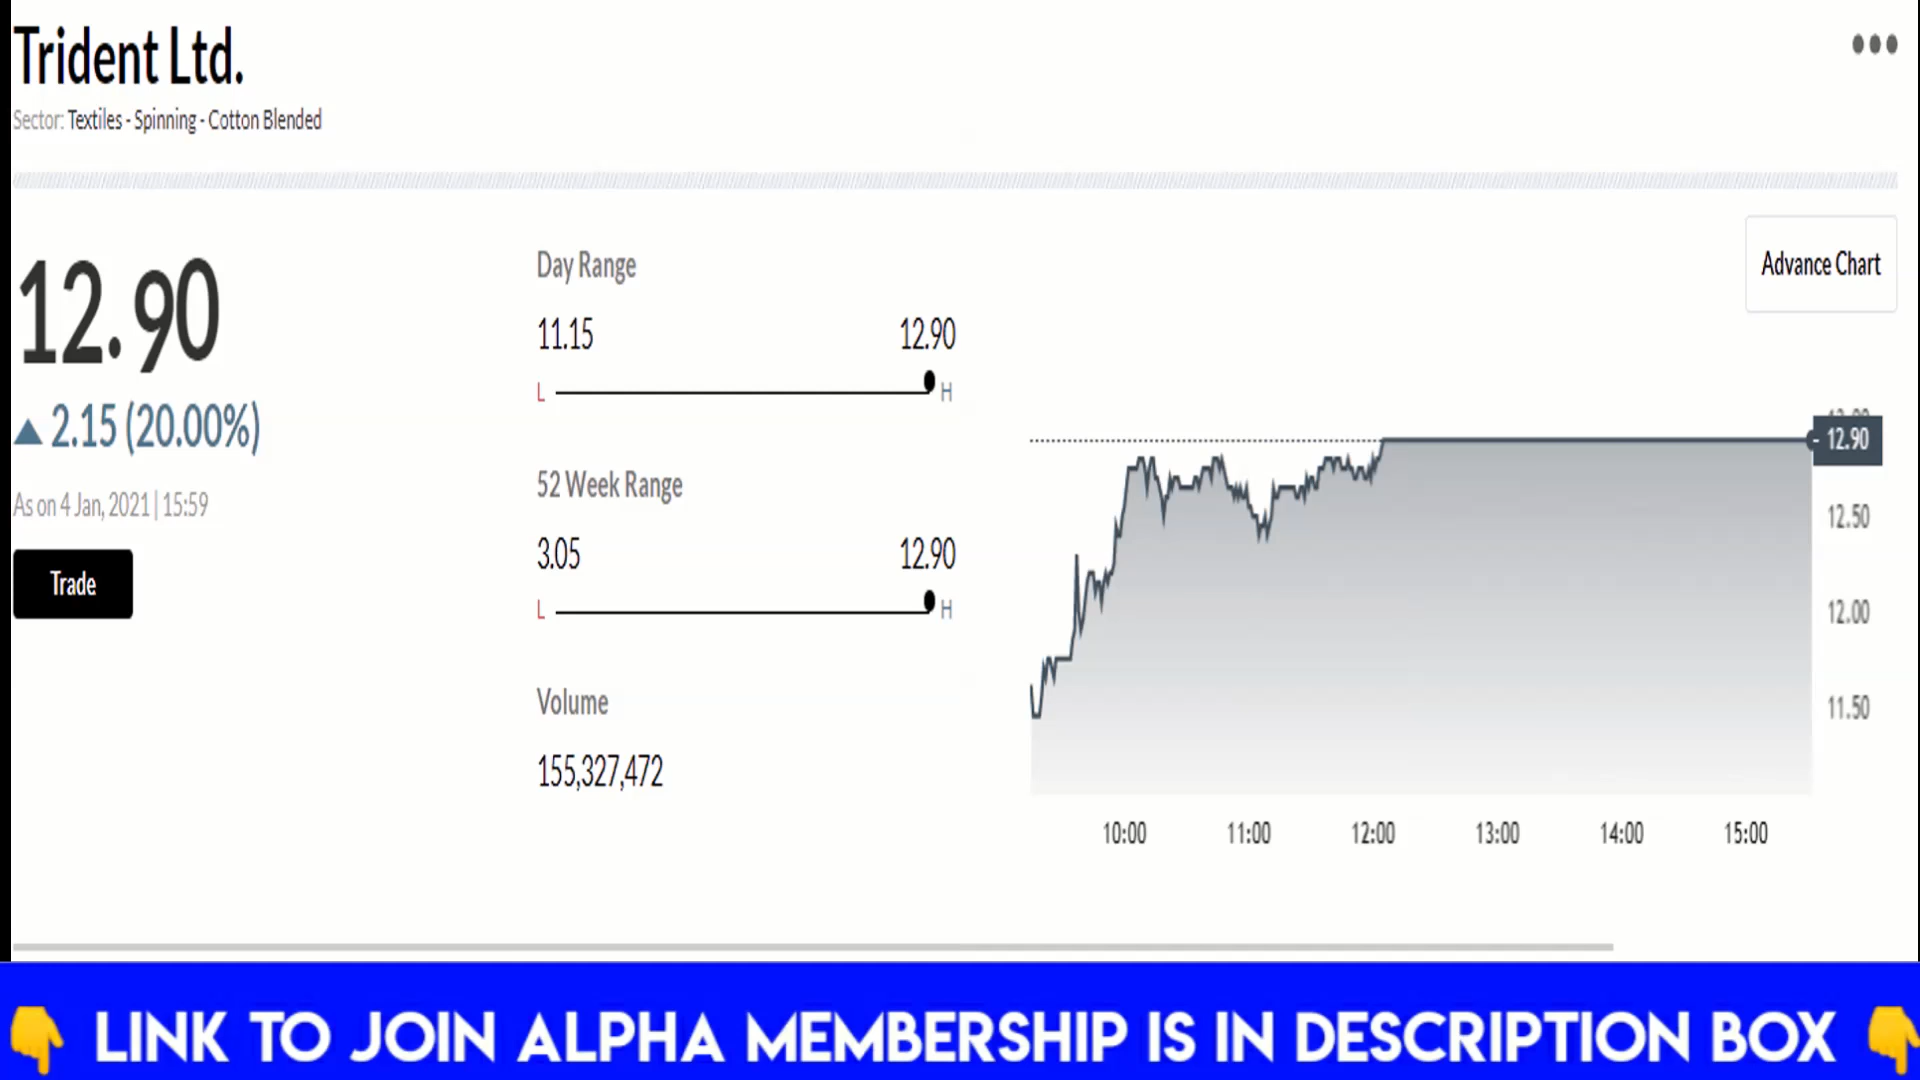 Trident Ltd.
Sector: Textiles - Spinning - Cotton Blended
Advance Chart
12.90
2.15 (20.00%)
As on 4 Jan, 2021 | 15:59
Trade
Day Range
11.15 12.90
L H
52 Week Range
3.05 12.90
L H
Volume
155,327,472
12.90
12.50
12.00
11.50
10:00 11:00 12:00 13:00 14:00 15:00
LINK TO JOIN ALPHA MEMBERSHIP IS IN DESCRIPTION BOX